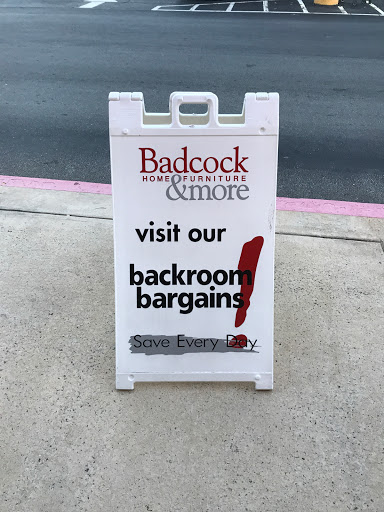 Badcock
HOME FURNITURE
&more
visit our
backroom
bargains!
Save Every Day